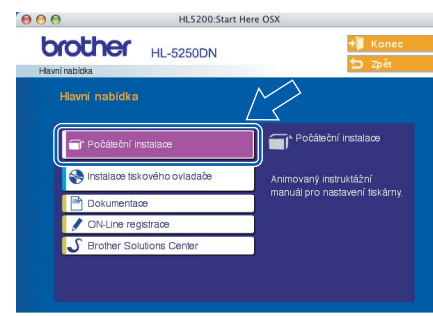 HL5200:Start Here OSX
brother HL-5250DN
Konec
Zpět
Hlavní nabídka
Hlavní nabídka
Počáteční instalace
Instalace tiskového ovladače
Dokumentace
ON-Line registrace
Brother Solutions Center
Počáteční instalace
Animovaný instruktážní
manuál pro nastavení tiskárny.